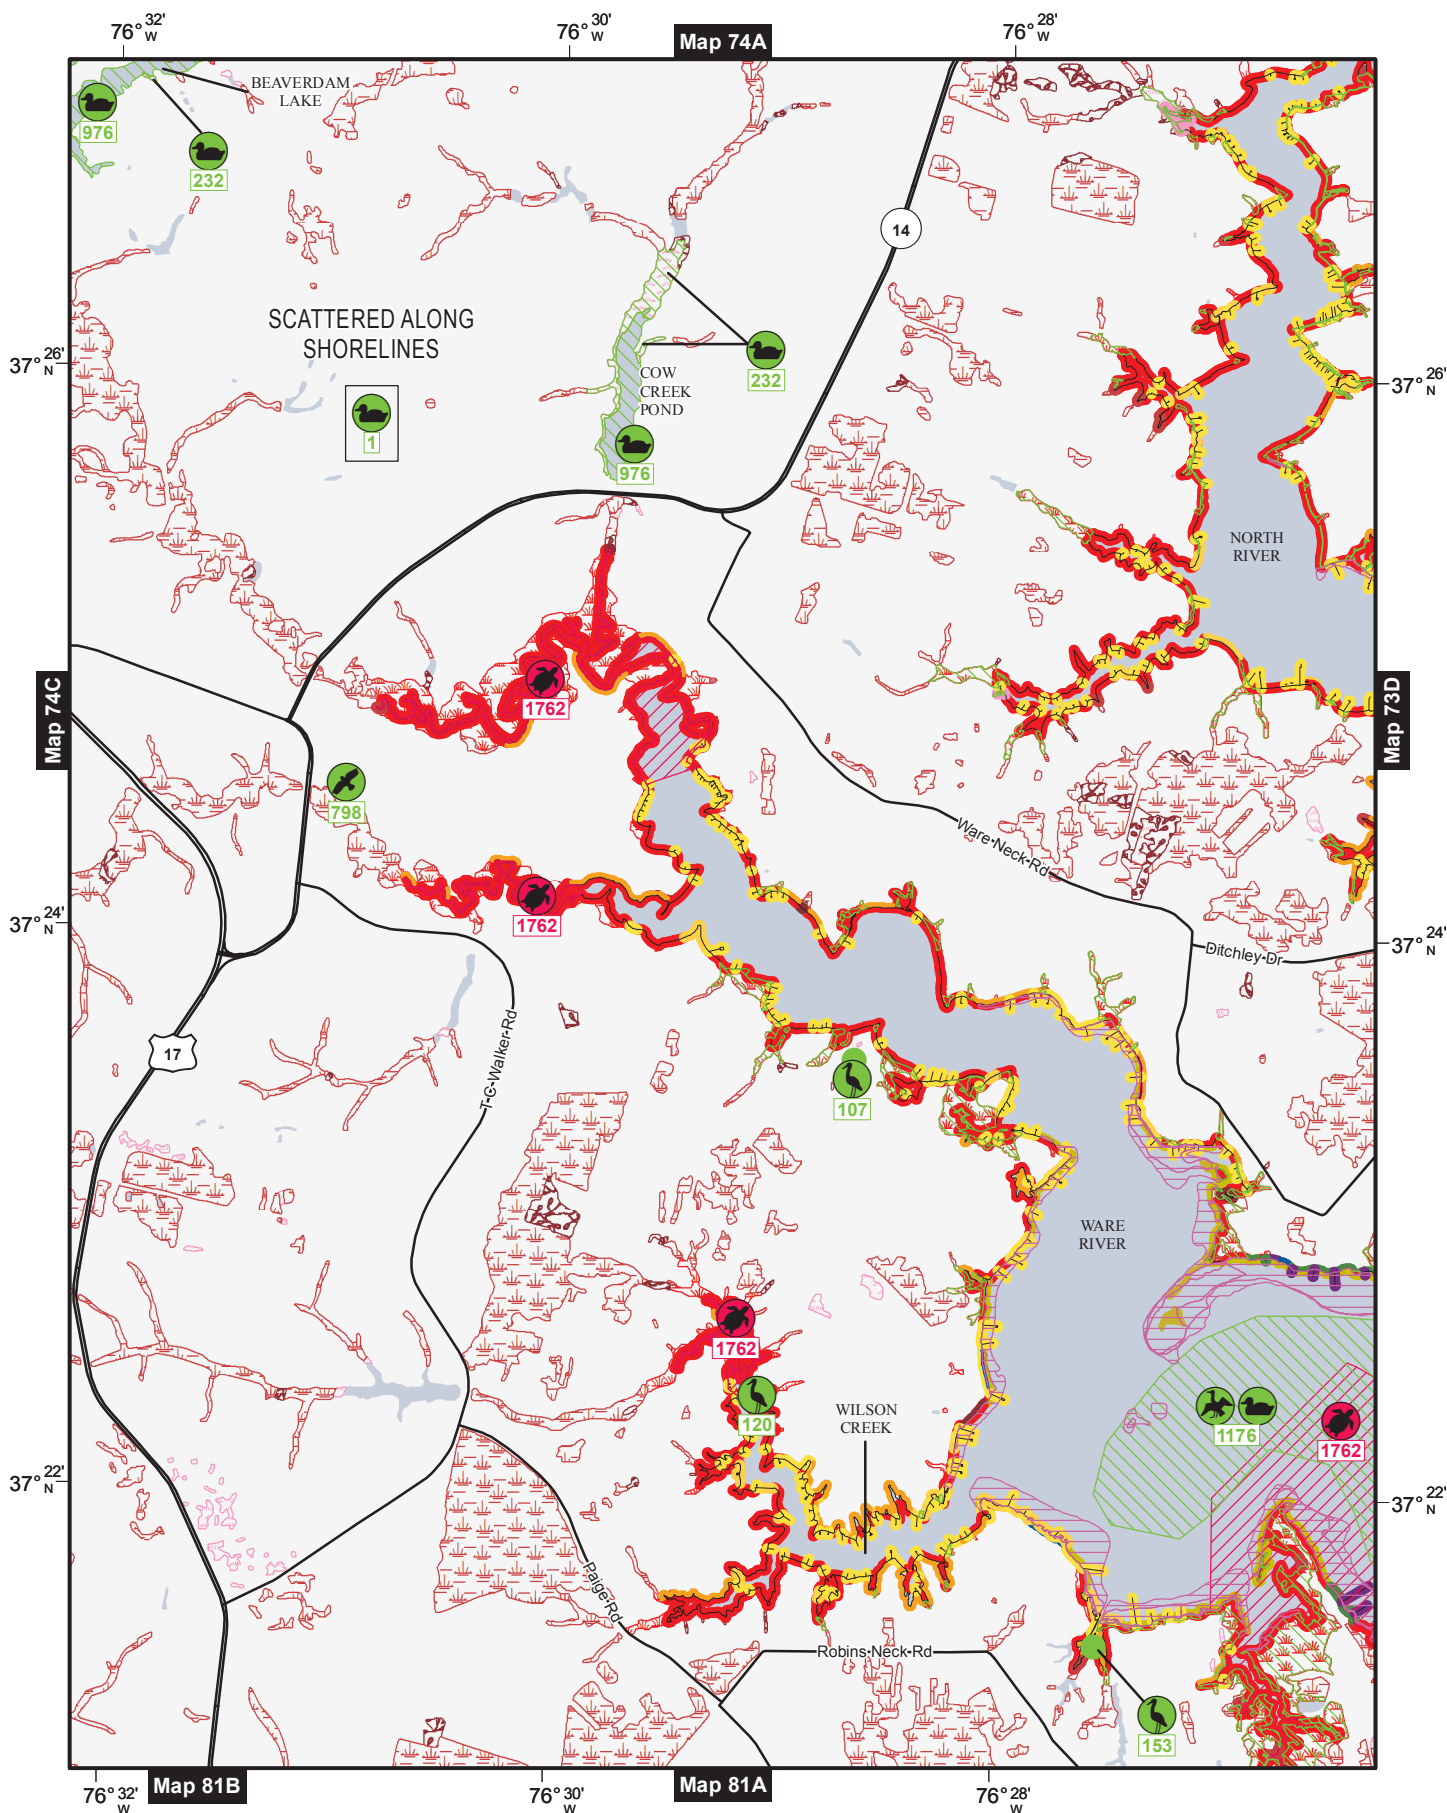 76° 32' W
76° 30' W
76° 28' W
Map 74A
BEAVERDAM
LAKE
976
232
14
SCATTERED ALONG
SHORELINES
1
37° 26' N
37° 26' N
232
COW
CREEK
POND
976
NORTH
RIVER
Map 74C
Map 73D
1762
798
Ware Neck Rd
1762
37° 24' N
37° 24' N
Ditchley Dr
17
T C Walker Rd
107
WARE
RIVER
1762
120
WILSON
CREEK
1176
1762
37° 22' N
37° 22' N
Paige Rd
Robins Neck Rd
153
76° 32' W
Map 81B
76° 30' W
Map 81A
76° 28' W